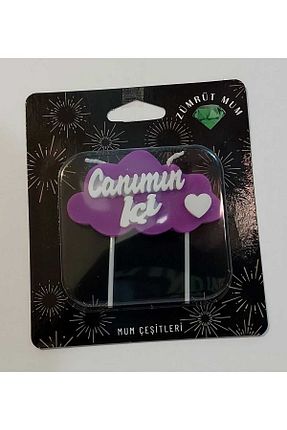 ZÜMRÜT MUM
Canımın
İçi
MUM ÇEŞİTLERİ